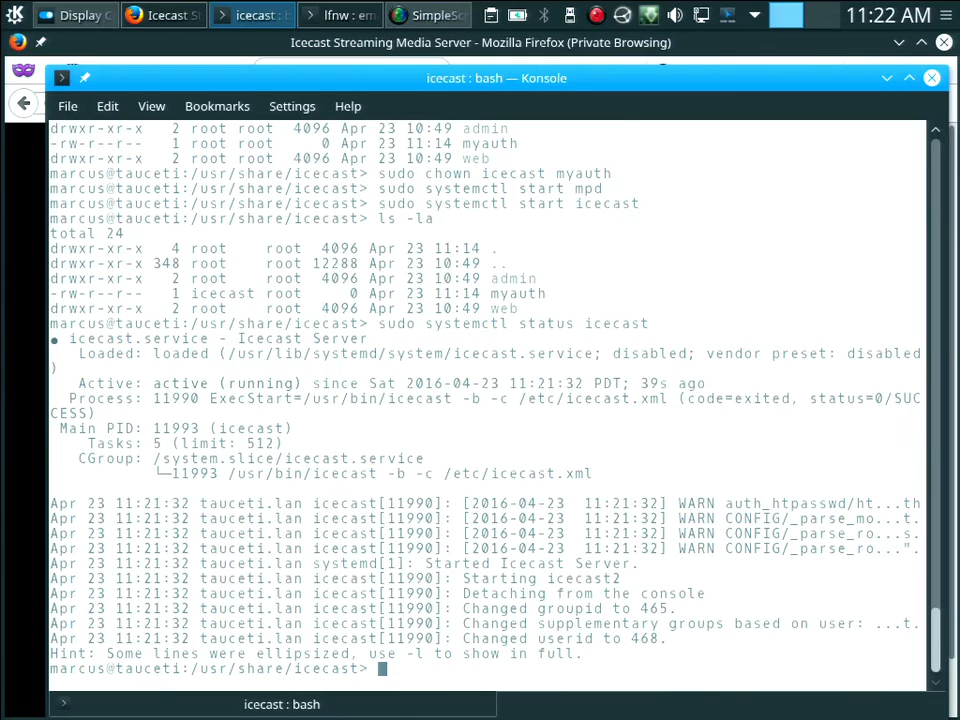 Display
Icecast S
icecast : b
lfnw : em
SimpleSc
11:22 AM
Icecast Streaming Media Server - Mozilla Firefox (Private Browsing)
icecast : bash — Konsole
File Edit View Bookmarks Settings Help
drwxr-xr-x   2 root root  4096 Apr 23 10:49 admin
-rw-r--r--   1 root root     0 Apr 23 11:14 myauth
drwxr-xr-x   2 root root  4096 Apr 23 10:49 web
marcus@tauceti:/usr/share/icecast> sudo chown icecast myauth
marcus@tauceti:/usr/share/icecast> sudo systemctl start mpd
marcus@tauceti:/usr/share/icecast> sudo systemctl start icecast
marcus@tauceti:/usr/share/icecast> ls -la
total 24
drwxr-xr-x   4 root    root  4096 Apr 23 11:14 .
drwxr-xr-x 348 root    root 12288 Apr 23 10:49 ..
drwxr-xr-x   2 root    root  4096 Apr 23 10:49 admin
-rw-r--r--   1 icecast root     0 Apr 23 11:14 myauth
drwxr-xr-x   2 root    root  4096 Apr 23 10:49 web
marcus@tauceti:/usr/share/icecast> sudo systemctl status icecast
● icecast.service - Icecast Server
   Loaded: loaded (/usr/lib/systemd/system/icecast.service; disabled; vendor preset: disabled
)
   Active: active (running) since Sat 2016-04-23 11:21:32 PDT; 39s ago
  Process: 11990 ExecStart=/usr/bin/icecast -b -c /etc/icecast.xml (code=exited, status=0/SUC
CESS)
 Main PID: 11993 (icecast)
    Tasks: 5 (limit: 512)
   CGroup: /system.slice/icecast.service
           └─11993 /usr/bin/icecast -b -c /etc/icecast.xml
Apr 23 11:21:32 tauceti.lan icecast[11990]: [2016-04-23  11:21:32] WARN auth_htpasswd/ht...th
Apr 23 11:21:32 tauceti.lan icecast[11990]: [2016-04-23  11:21:32] WARN CONFIG/_parse_mo...t.
Apr 23 11:21:32 tauceti.lan icecast[11990]: [2016-04-23  11:21:32] WARN CONFIG/_parse_ro...s.
Apr 23 11:21:32 tauceti.lan icecast[11990]: [2016-04-23  11:21:32] WARN CONFIG/_parse_ro...".
Apr 23 11:21:32 tauceti.lan systemd[1]: Started Icecast Server.
Apr 23 11:21:32 tauceti.lan icecast[11990]: Starting icecast2
Apr 23 11:21:32 tauceti.lan icecast[11990]: Detaching from the console
Apr 23 11:21:32 tauceti.lan icecast[11990]: Changed groupid to 465.
Apr 23 11:21:32 tauceti.lan icecast[11990]: Changed supplementary groups based on user: ...t.
Apr 23 11:21:32 tauceti.lan icecast[11990]: Changed userid to 468.
Hint: Some lines were ellipsized, use -l to show in full.
marcus@tauceti:/usr/share/icecast>
icecast : bash